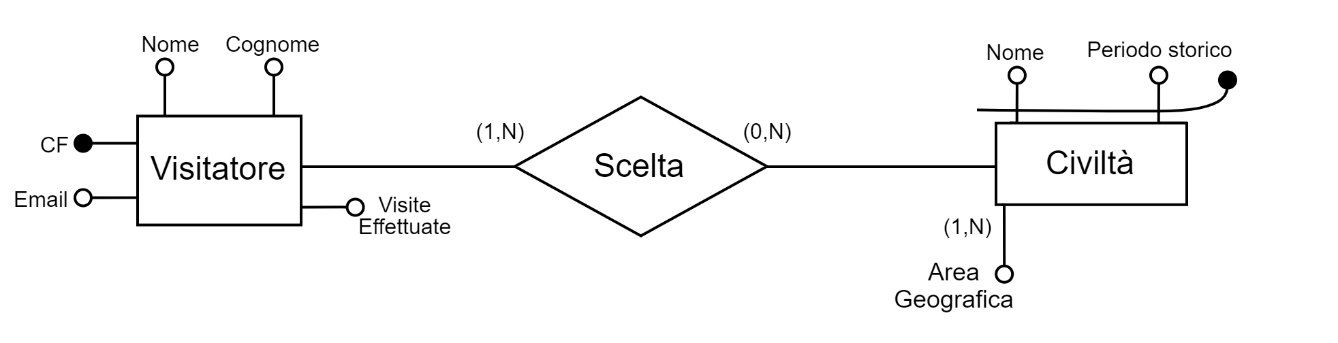 Nome
Cognome
CF
Email
Visitatore
Visite
Effettuate
(1,N)
Scelta
(0,N)
Nome
Periodo storico
Civiltà
(1,N)
Area
Geografica